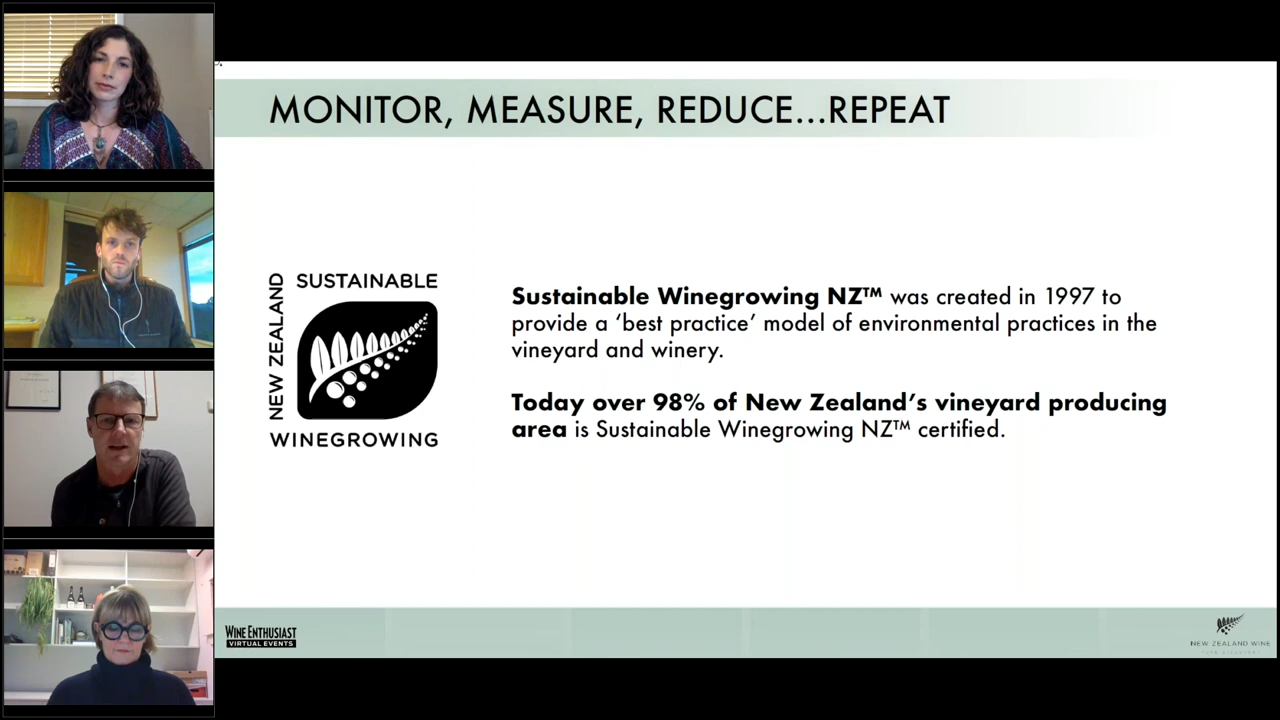 MONITOR, MEASURE, REDUCE...REPEAT
NEW ZEALAND
SUSTAINABLE
WINEGROWING
Sustainable Winegrowing NZ™ was created in 1997 to
provide a ‘best practice’ model of environmental practices in the
vineyard and winery.
Today over 98% of New Zealand’s vineyard producing
area is Sustainable Winegrowing NZ™ certified.
WINE ENTHUSIAST
VIRTUAL EVENTS
NEW ZEALAND WINE